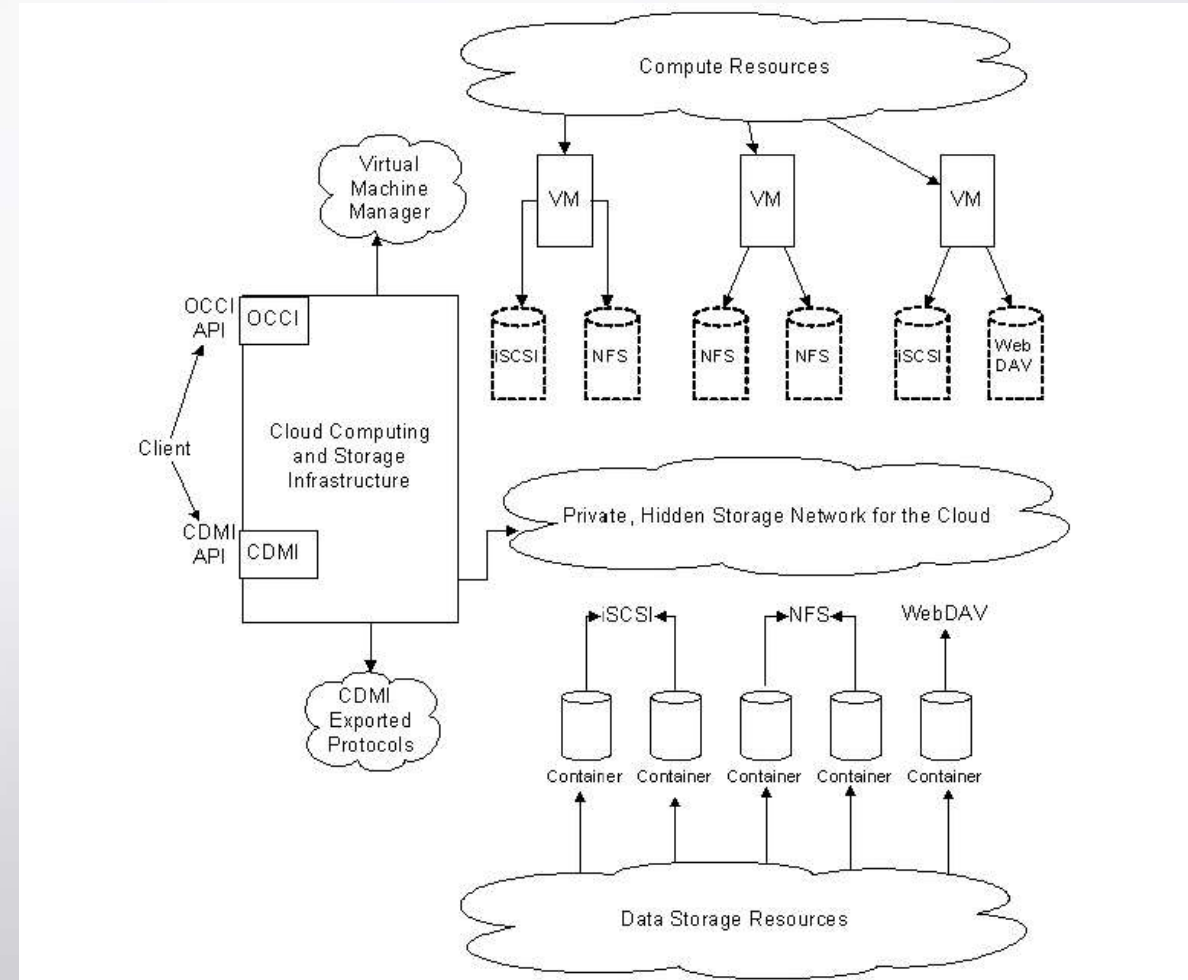 Compute Resources
Virtual
Machine
Manager
VM
VM
VM
OCCI
API
OCCI
iSCSI
NFS
NFS
NFS
iSCSI
Web
DAV
Client
Cloud Computing
and Storage
Infrastructure
Private, Hidden Storage Network for the Cloud
CDMI
API
CDMI
iSCSI
NFS
WebDAV
CDMI
Exported
Protocols
Container
Container
Container
Container
Container
Data Storage Resources